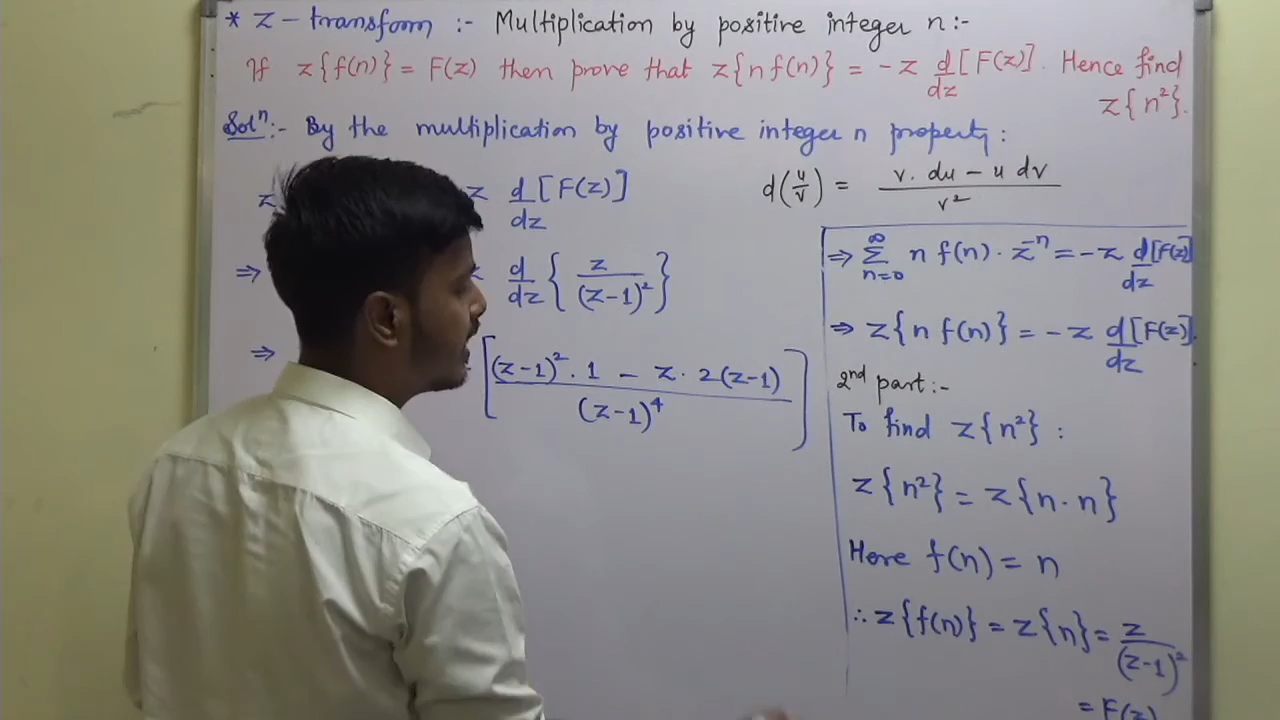 * Z-transform :- Multiplication by positive integer n :-
If z{f(n)} = F(z) then prove that z{n f(n)} = -z d/dz [F(z)]. Hence find
z{n²}.
Solⁿ:- By the multiplication by positive integer n property:
z d/dz [F(z)]
d(u/v) = (v. du - u dv)/v²
⇒ d/dz {z/(z-1)²}
⇒ [((z-1)². 1 - z. 2(z-1))/(z-1)⁴]
⇒ ∑_{n=0}^{∞} n f(n). z⁻ⁿ = -z d/dz [F(z)]
⇒ z{n f(n)} = -z d/dz [F(z)].
2nd part:-
To find z{n²} :
z{n²} = z{n. n}
Here f(n) = n
∴ z{f(n)} = z{n} = z/(z-1)²
= F(z)